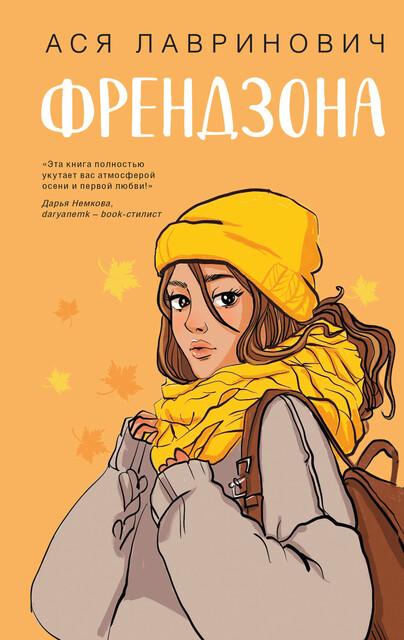 АСЯ ЛАВРИНОВИЧ
ФРЕНДЗОНА
«Эта книга полностью
укутает вас атмосферой
осени и первой любви!»
Дарья Немкова,
daryanemk – book-стилист